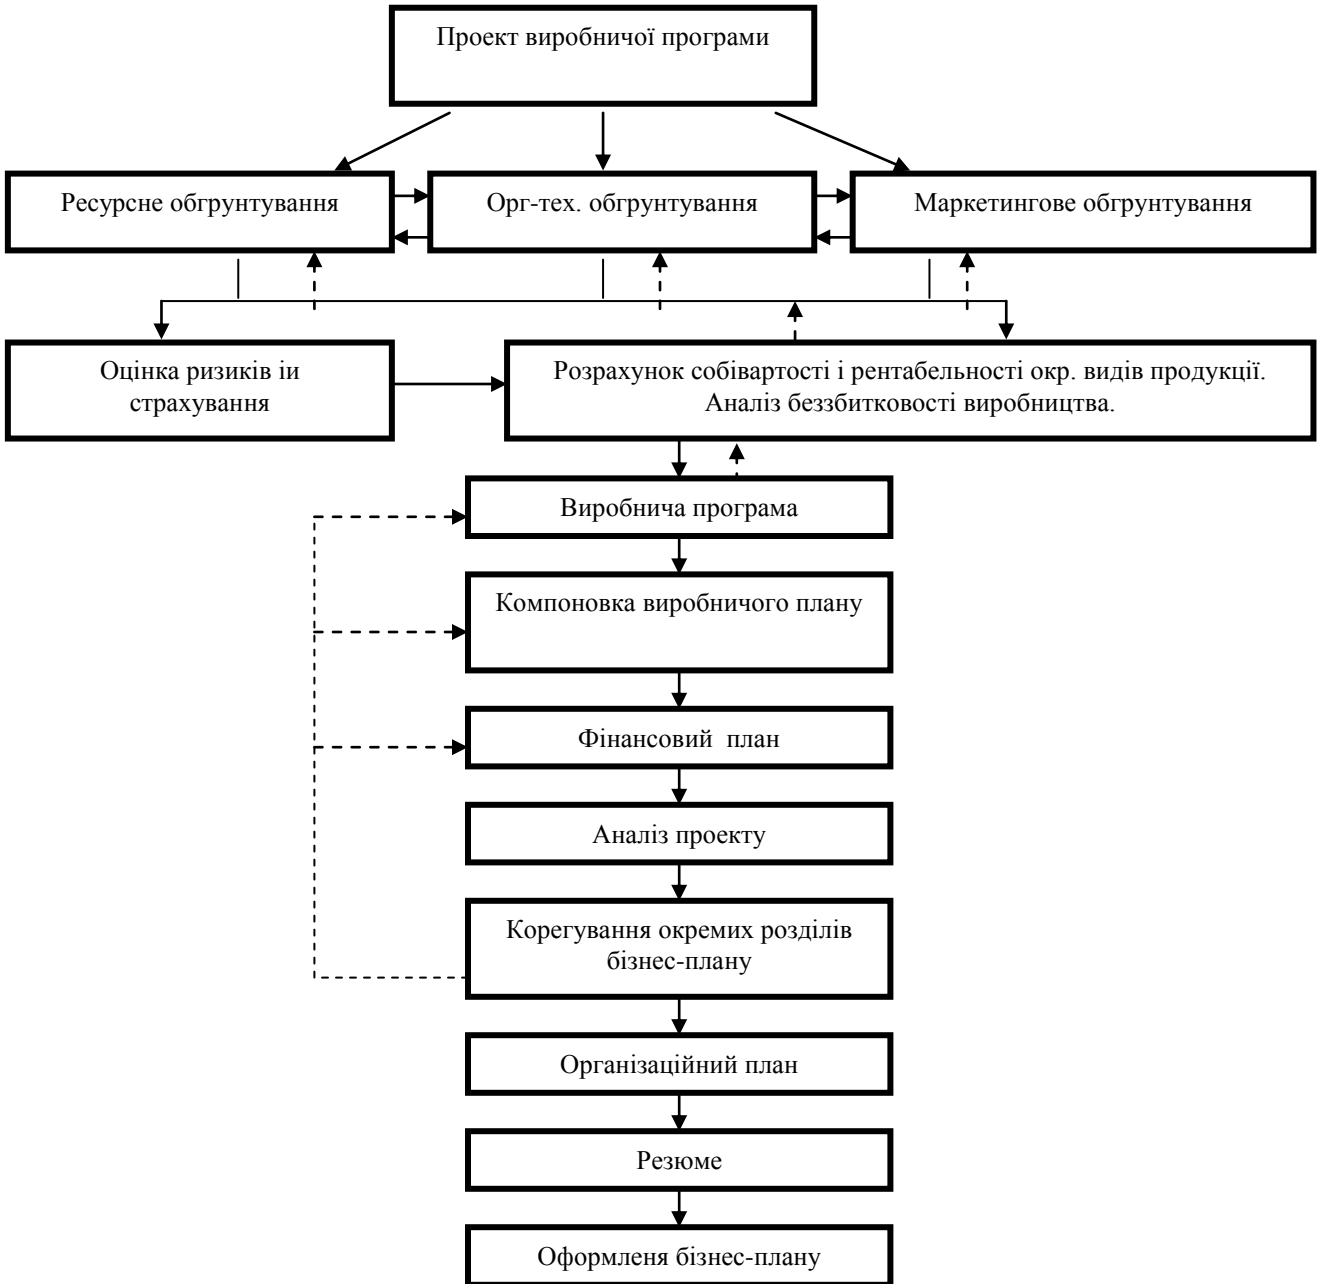 Проект виробничої програми
Ресурсне обгрунтування
Орг-тех. обгрунтування
Маркетингове обгрунтування
Оцінка ризиків іи
страхування
Розрахунок собівартості і рентабельності окр. видів продукції.
Аналіз беззбитковості виробництва.
Виробнича програма
Компоновка виробничого плану
Фінансовий план
Аналіз проекту
Корегування окремих розділів
бізнес-плану
Організаційний план
Резюме
Оформленя бізнес-плану